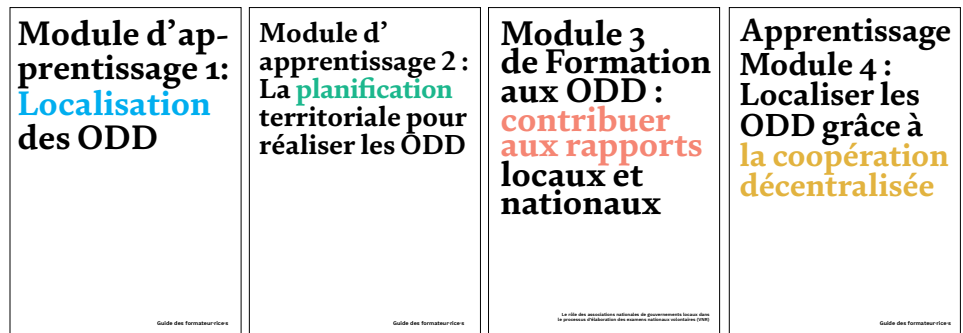 Module d’ap-
prentissage 1:
Localisation
des ODD
Guide des formateur·rice·s
Module d’
apprentissage 2 :
La planification
territoriale pour
réaliser les ODD
Guide des formateur·rice·s
Module 3
de Formation
aux ODD :
contribuer
aux rapports
locaux et
nationaux
Le rôle des associations nationales de gouvernements locaux dans
le processus d’élaboration des examens nationaux volontaires (VNR)
Apprentissage
Module 4 :
Localiser les
ODD grâce à
la coopération
décentralisée
Guide des formateur·rice·s